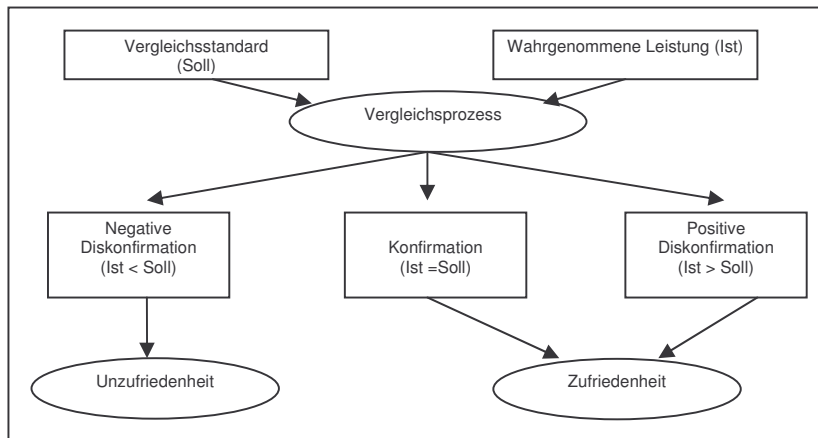 Vergleichsstandard
(Soll)
Wahrgenommene Leistung (Ist)
Vergleichsprozess
Negative
Diskonfirmation
(Ist < Soll)
Konfirmation
(Ist =Soll)
Positive
Diskonfirmation
(Ist > Soll)
Unzufriedenheit
Zufriedenheit